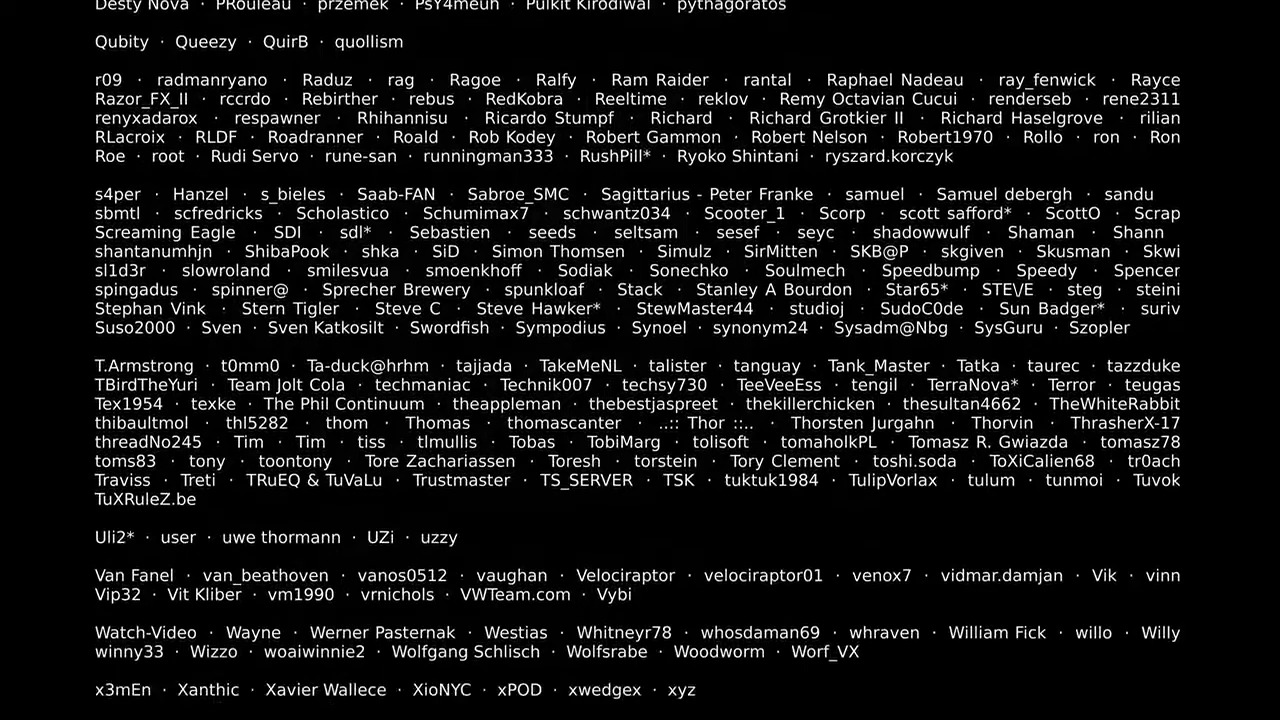 Desty Nova · PRouleau · przemek · PsY4meuh · Pulkit Kirodiwal · pythagoratos
Qubity · Queezy · QuirB · quollism
r09 · radmanryano · Raduz · rag · Ragoe · Ralfy · Ram Raider · rantal · Raphael Nadeau · ray_fenwick · Rayce
Razor_FX_II · rccrdo · Rebirther · rebus · RedKobra · Reeltime · reklov · Remy Octavian Cucui · renderseb · rene2311
renyxadarox · respawner · Rhihannisu · Ricardo Stumpf · Richard · Richard Grotkier II · Richard Haselgrove · rilian
RLacroix · RLDF · Roadranner · Roald · Rob Kodey · Robert Gammon · Robert Nelson · Robert1970 · Rollo · ron · Ron
Roe · root · Rudi Servo · rune-san · runningman333 · RushPill* · Ryoko Shintani · ryszard.korczyk
s4per · Hanzel · s_bieles · Saab-FAN · Sabroe_SMC · Sagittarius - Peter Franke · samuel · Samuel debergh · sandu
sbmtl · scfredricks · Scholastico · Schumimax7 · schwantz034 · Scooter_1 · Scorp · scott safford* · ScottO · Scrap
Screaming Eagle · SDI · sdl* · Sebastien · seeds · seltsam · sesef · seyc · shadowwulf · Shaman · Shann
shantanumhjn · ShibaPook · shka · SiD · Simon Thomsen · Simulz · SirMitten · SKB@P · skgiven · Skusman · Skwi
sl1d3r · slowroland · smilesvua · smoenkhoff · Sodiak · Sonechko · Soulmech · Speedbump · Speedy · Spencer
spingadus · spinner@ · Sprecher Brewery · spunkloaf · Stack · Stanley A Bourdon · Star65* · STE\/E · steg · steini
Stephan Vink · Stern Tigler · Steve C · Steve Hawker* · StewMaster44 · studioj · SudoC0de · Sun Badger* · suriv
Suso2000 · Sven · Sven Katkosilt · Swordfish · Sympodius · Synoel · synonym24 · Sysadm@Nbg · SysGuru · Szopler
T.Armstrong · t0mm0 · Ta-duck@hrhm · tajjada · TakeMeNL · talister · tanguay · Tank_Master · Tatka · taurec · tazzduke
TBirdTheYuri · Team Jolt Cola · techmaniac · Technik007 · techsy730 · TeeVeeEss · tengil · TerraNova* · Terror · teugas
Tex1954 · texke · The Phil Continuum · theappleman · thebestjaspreet · thekillerchicken · thesultan4662 · TheWhiteRabbit
thibaultmol · thl5282 · thom · Thomas · thomascanter · ..:: Thor ::.. · Thorsten Jurgahn · Thorvin · ThrasherX-17
threadNo245 · Tim · Tim · tiss · tlmullis · Tobas · TobiMarg · tolisoft · tomaholkPL · Tomasz R. Gwiazda · tomasz78
toms83 · tony · toontony · Tore Zachariassen · Toresh · torstein · Tory Clement · toshi.soda · ToXiCalien68 · tr0ach
Traviss · Treti · TRuEQ & TuVaLu · Trustmaster · TS_SERVER · TSK · tuktuk1984 · TulipVorlax · tulum · tunmoi · Tuvok
TuXRuleZ.be
Uli2* · user · uwe thormann · UZi · uzzy
Van Fanel · van_beathoven · vanos0512 · vaughan · Velociraptor · velociraptor01 · venox7 · vidmar.damjan · Vik · vinn
Vip32 · Vit Kliber · vm1990 · vrnichols · VWTeam.com · Vybi
Watch-Video · Wayne · Werner Pasternak · Westias · Whitneyr78 · whosdaman69 · whraven · William Fick · willo · Willy
winny33 · Wizzo · woaiwinnie2 · Wolfgang Schlisch · Wolfsrabe · Woodworm · Worf_VX
x3mEn · Xanthic · Xavier Wallece · XioNYC · xPOD · xwedgex · xyz